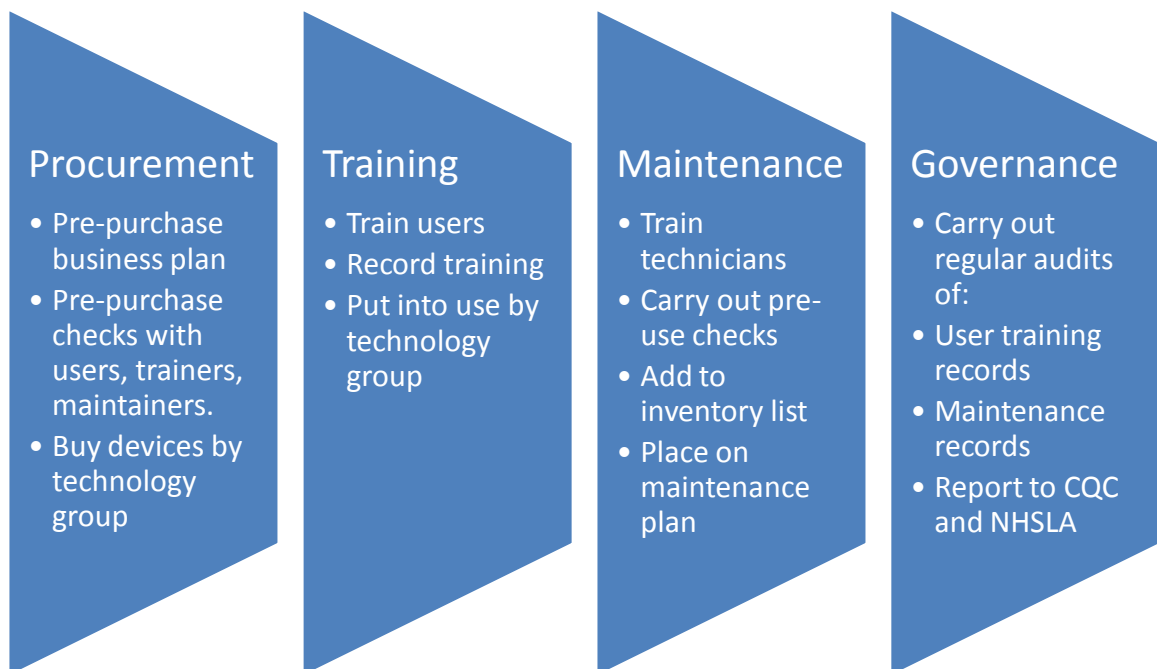 Procurement
• Pre-purchase
business plan
• Pre-purchase
checks with
users, trainers,
maintainers.
• Buy devices by
technology
group
Training
• Train users
• Record training
• Put into use by
technology
group
Maintenance
• Train
technicians
• Carry out pre-
use checks
• Add to
inventory list
• Place on
maintenance
plan
Governance
• Carry out
regular audits
of:
• User training
records
• Maintenance
records
• Report to CQC
and NHSLA